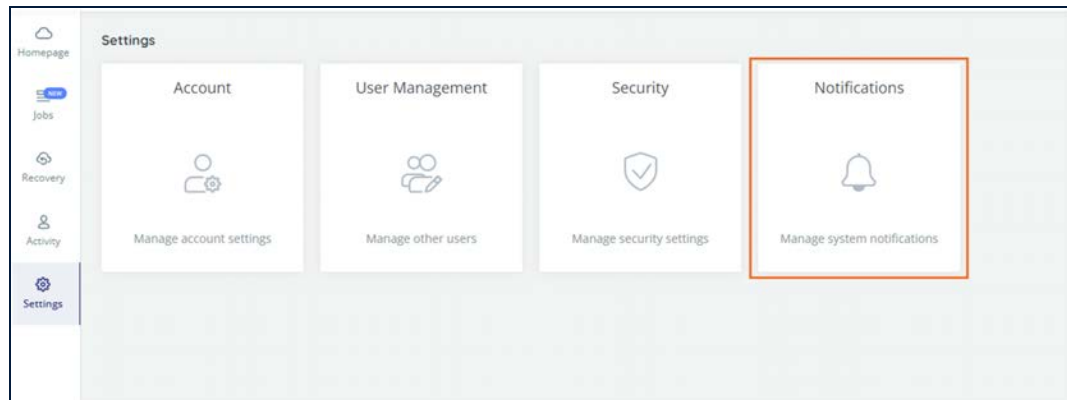 Homepage
NEW
Jobs
Recovery
Activity
Settings
Settings
Account
User Management
Security
Notifications
Manage account settings
Manage other users
Manage security settings
Manage system notifications